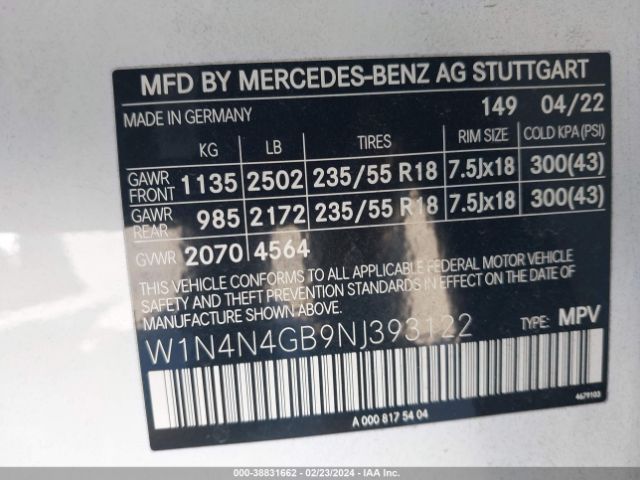 MFD BY MERCEDES-BENZ AG STUTTGART
MADE IN GERMANY 149 04/22
KG LB TIRES RIM SIZE COLD KPA (PSI)
GAWR FRONT 1135 2502 235/55 R18 7.5Jx18 300(43)
GAWR REAR 985 2172 235/55 R18 7.5Jx18 300(43)
GVWR 2070 4564
THIS VEHICLE CONFORMS TO ALL APPLICABLE FEDERAL MOTOR VEHICLE
SAFETY AND THEFT PREVENTION STANDARDS IN EFFECT ON THE DATE OF
MANUFACTURE SHOWN ABOVE.
W1N4N4GB9NJ393122 TYPE: MPV
A 000 817 54 04
4679103
000-38831662 - 02/23/2024 - IAA Inc.